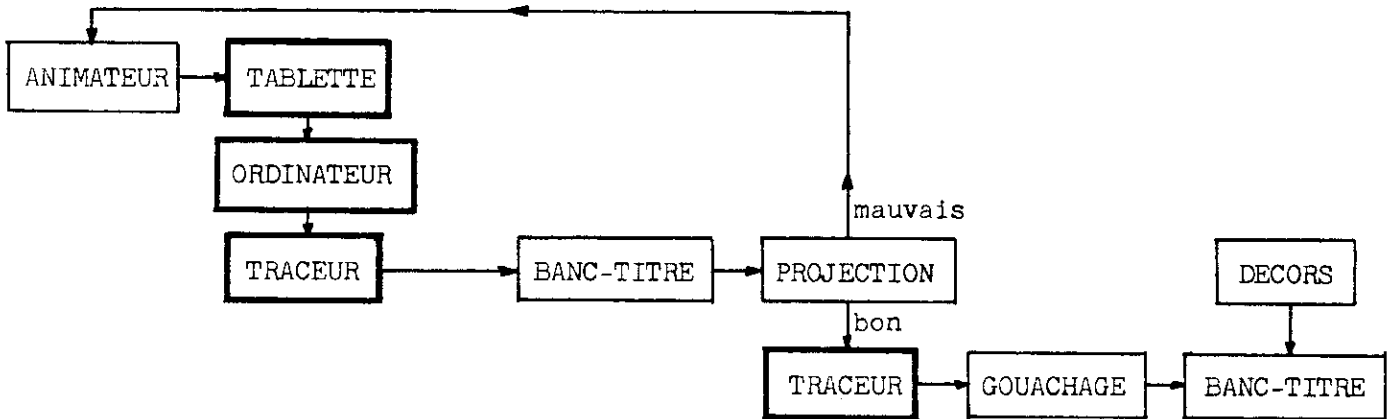 ANIMATEUR
TABLETTE
ORDINATEUR
mauvais
TRACEUR
BANC-TITRE
PROJECTION
DECORS
bon
TRACEUR
GOUACHAGE
BANC-TITRE